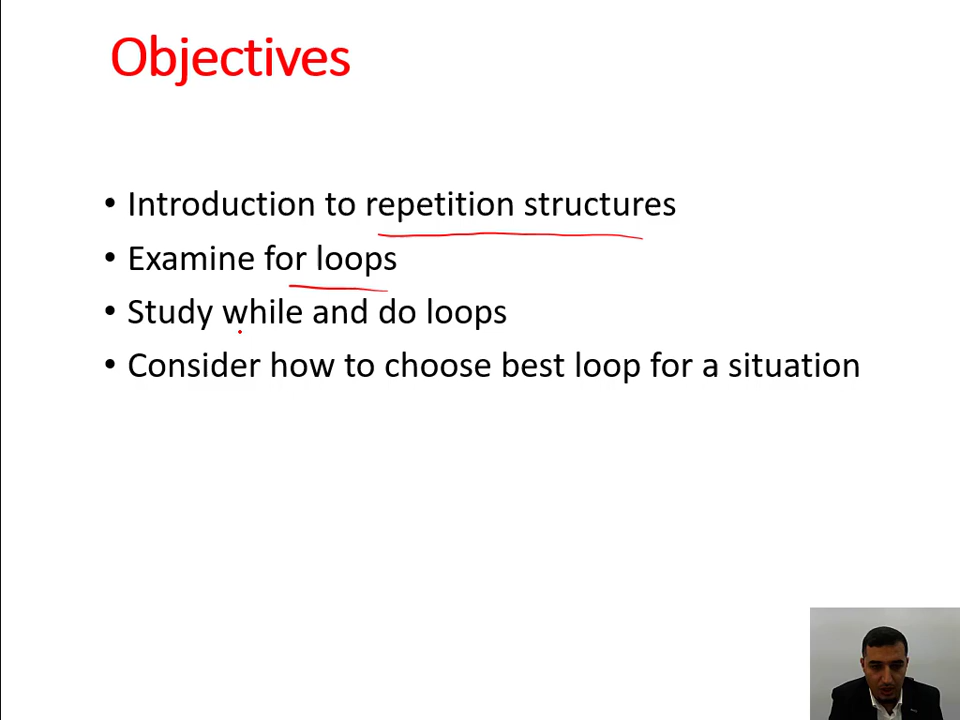 Objectives
• Introduction to repetition structures
• Examine for loops
• Study while and do loops
• Consider how to choose best loop for a situation